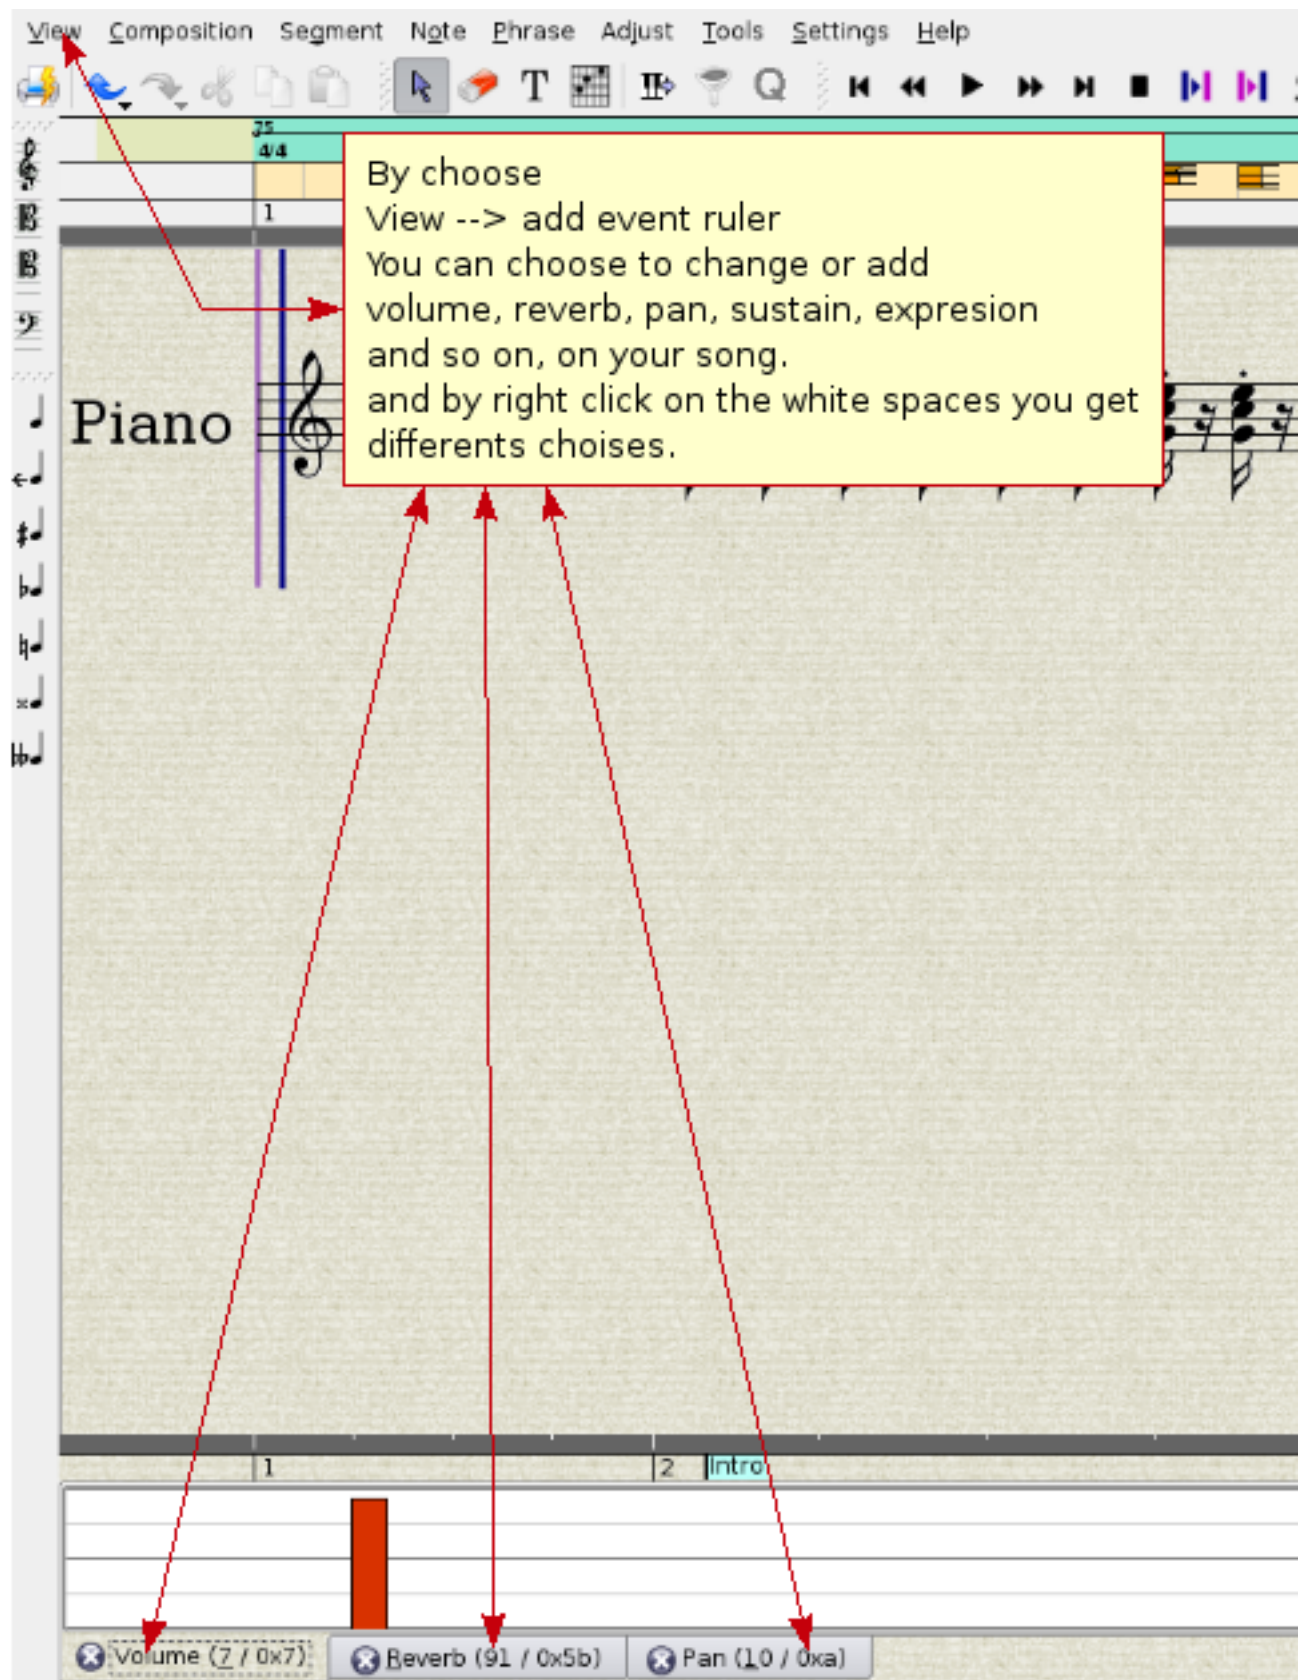 View Composition Segment Note Phrase Adjust Tools Settings Help
T Q
75
4/4
1
By choose
View --> add event ruler
You can choose to change or add
volume, reverb, pan, sustain, expresion
and so on, on your song.
and by right click on the white spaces you get
differents choises.
Piano
1 2 Intro
Volume (7 / 0x7) Reverb (91 / 0x5b) Pan (10 / 0xa)